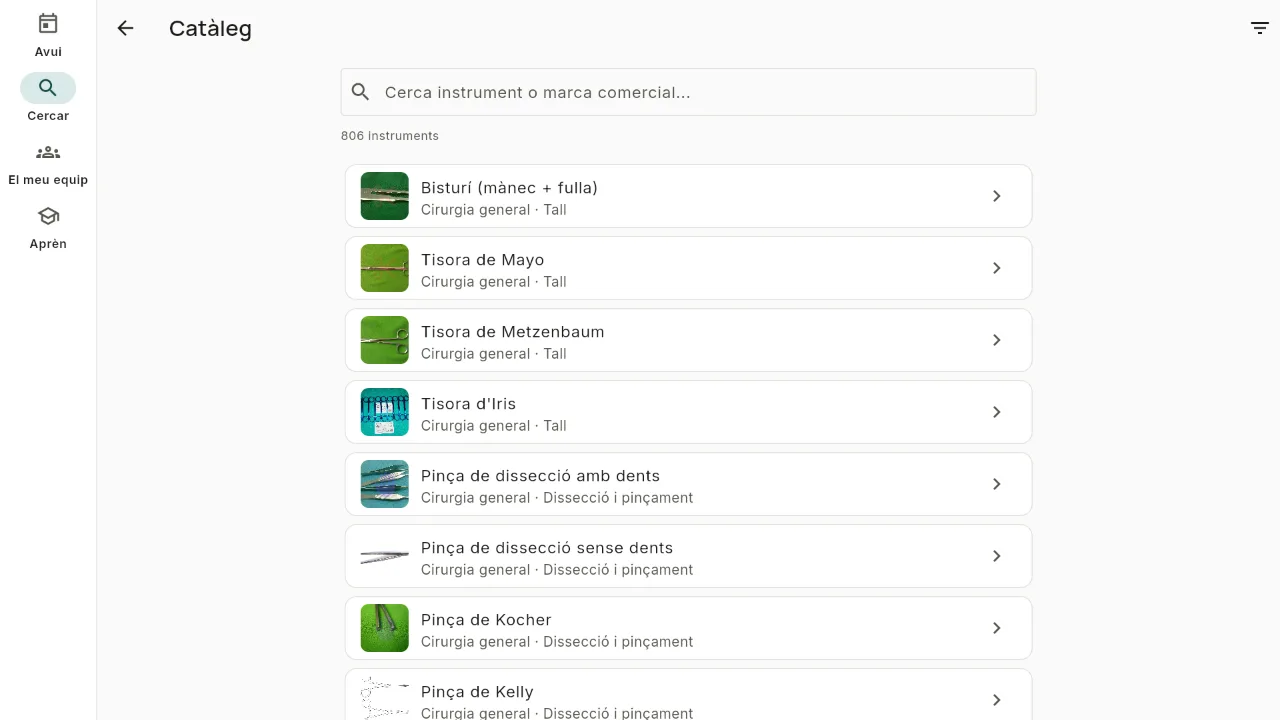 Avui
Cercar
El meu equip
Aprèn
Catàleg
Cerca instrument o marca comercial...
806 instruments
Bisturí (mànec + fulla)
Cirurgia general · Tall
Tisora de Mayo
Cirurgia general · Tall
Tisora de Metzenbaum
Cirurgia general · Tall
Tisora d'Iris
Cirurgia general · Tall
Pinça de dissecció amb dents
Cirurgia general · Dissecció i pinçament
Pinça de dissecció sense dents
Cirurgia general · Dissecció i pinçament
Pinça de Kocher
Cirurgia general · Dissecció i pinçament
Pinça de Kelly
Cirurgia general · Dissecció i pinçament